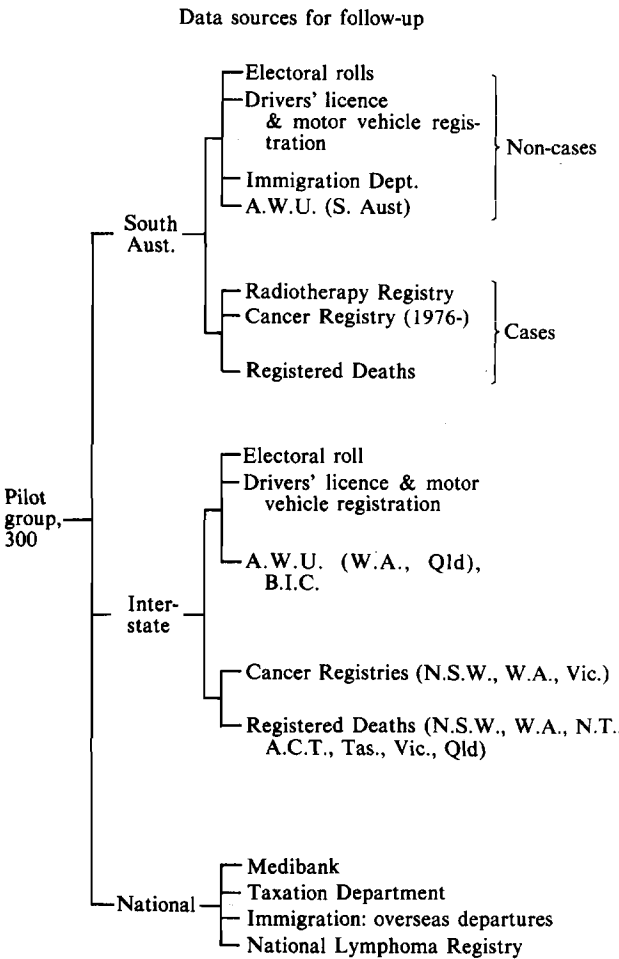 Data sources for follow-up
Electoral rolls
Drivers' licence
& motor vehicle regis-
tration
Non-cases
Immigration Dept.
A.W.U. (S. Aust)
South
Aust.
Radiotherapy Registry
Cancer Registry (1976-)
Cases
Registered Deaths
Electoral roll
Drivers' licence & motor
vehicle registration
Pilot
group,
300
A.W.U. (W.A., Qld),
B.I.C.
Inter-
state
Cancer Registries (N.S.W., W.A., Vic.)
Registered Deaths (N.S.W., W.A., N.T.,
A.C.T., Tas., Vic., Qld)
National
Medibank
Taxation Department
Immigration: overseas departures
National Lymphoma Registry